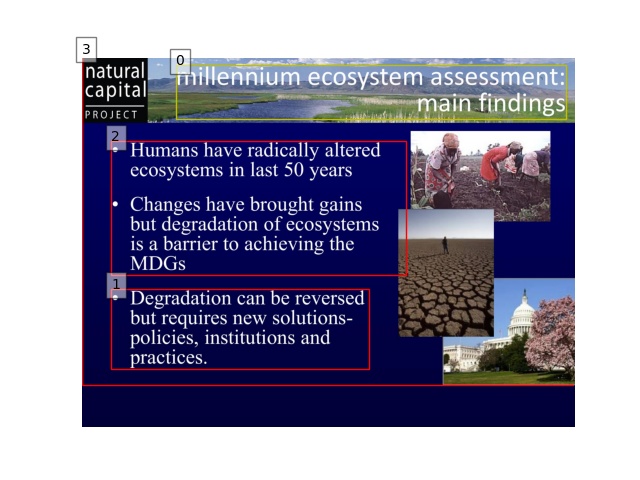 3
0
natural
capital
PROJECT
millennium ecosystem assessment:
main findings
2
• Humans have radically altered
ecosystems in last 50 years
• Changes have brought gains
but degradation of ecosystems
is a barrier to achieving the
MDGs
1
• Degradation can be reversed
but requires new solutions-
policies, institutions and
practices.